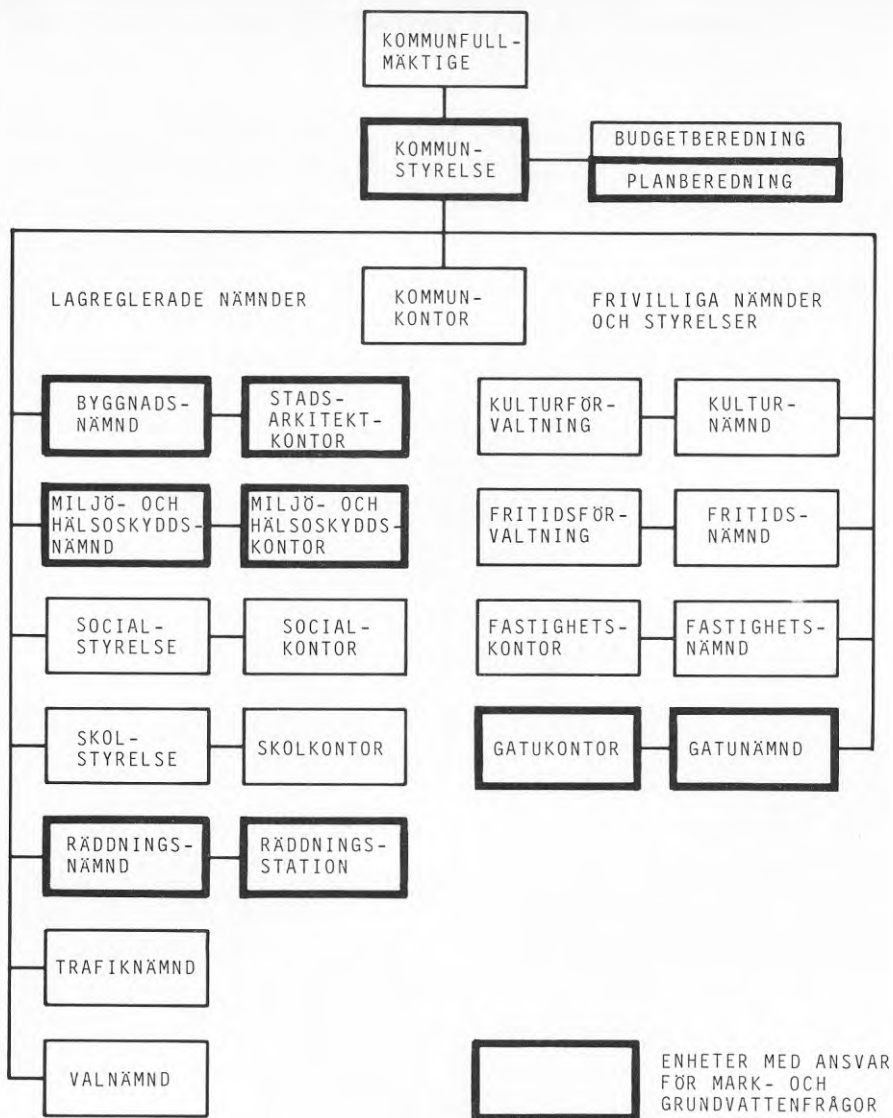 KOMMUNFULL-
MÄKTIGE
KOMMUN-
STYRELSE
BUDGETBEREDNING
PLANBEREDNING
LAGREGLERADE NÄMNDER
KOMMUN-
KONTOR
FRIVILLIGA NÄMNDER
OCH STYRELSER
BYGGNADS-
NÄMND
STADS-
ARKITEKT-
KONTOR
KULTURFÖR-
VALTNING
KULTUR-
NÄMND
MILJÖ- OCH
HÄLSOSKYDDS-
NÄMND
MILJÖ- OCH
HÄLSOSKYDDS-
KONTOR
FRITIDSFÖR-
VALTNING
FRITIDS-
NÄMND
SOCIAL-
STYRELSE
SOCIAL-
KONTOR
FASTIGHETS-
KONTOR
FASTIGHETS-
NÄMND
SKOL-
STYRELSE
SKOLKONTOR
GATUKONTOR
GATUNÄMND
RÄDDNINGS-
NÄMND
RÄDDNINGS-
STATION
TRAFIKNÄMND
VALNÄMND
ENHETER MED ANSVAR
FÖR MARK- OCH
GRUNDVATTENFRÅGOR